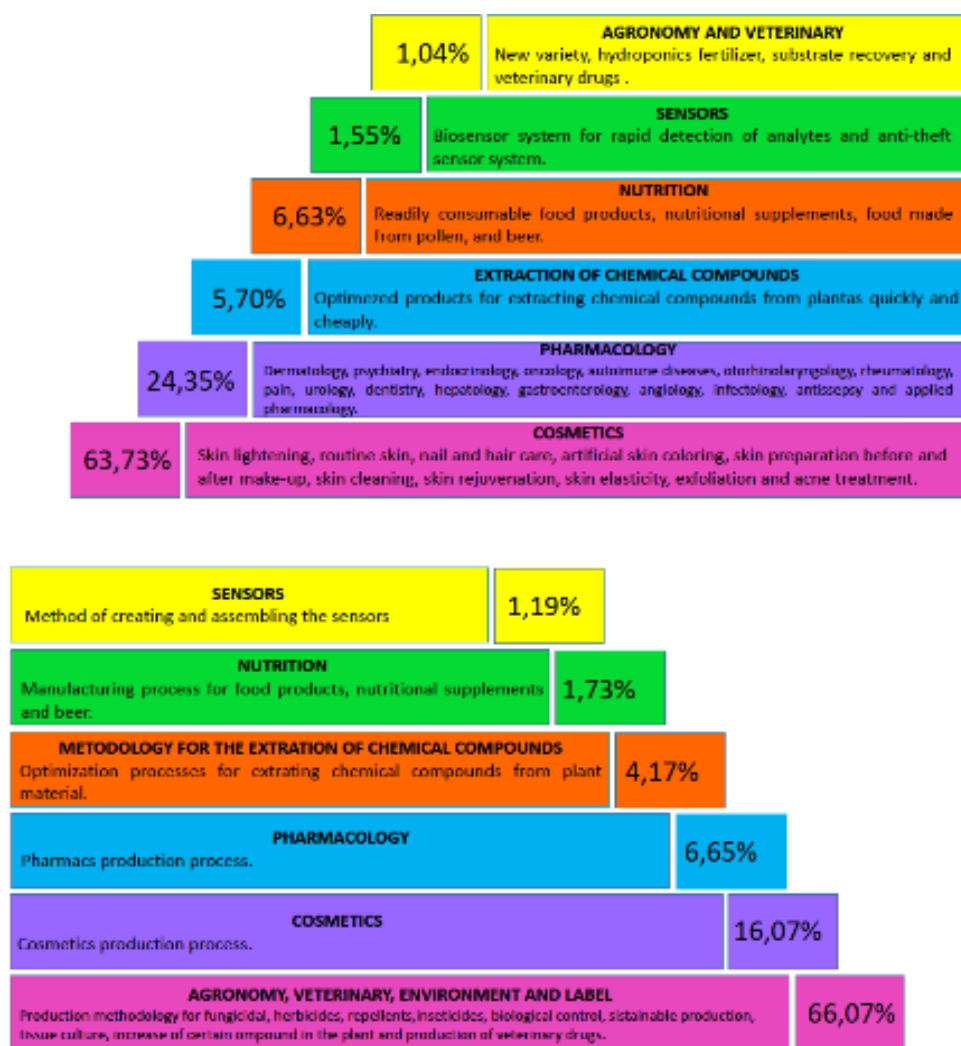 1,04%
AGRONOMY AND VETERINARY
New variety, hydroponics fertilizer, substrate recovery and
veterinary drugs .
1,55%
SENSORS
Biosensor system for rapid detection of analytes and anti-theft
sensor system.
6,63%
NUTRITION
Readily consumable food products, nutritional supplements, food made
from pollen, and beer.
5,70%
EXTRACTION OF CHEMICAL COMPOUNDS
Optimezed products for extracting chemical compounds from plantas quickly and
cheaply.
24,35%
PHARMACOLOGY
Dermatology, psychiatry, endocrinology, oncology, autoimune diseases, otorhinolaryngology, rheumatology,
pain, urology, dentistry, hepatology, gastroenterology, angiology, infectology, antissepsy and applied
pharmacology.
63,73%
COSMETICS
Skin lightening, routine skin, nail and hair care, artificial skin coloring, skin preparation before and
after make-up, skin cleaning, skin rejuvenation, skin elasticity, exfoliation and acne treatment.
SENSORS
Method of creating and assembling the sensors
1,19%
NUTRITION
Manufacturing process for food products, nutritional supplements
and beer.
1,73%
METODOLOGY FOR THE EXTRATION OF CHEMICAL COMPOUNDS
Optimization processes for extrating chemical compounds from plant
material.
4,17%
PHARMACOLOGY
Pharmacs production process.
6,65%
COSMETICS
Cosmetics production process.
16,07%
AGRONOMY, VETERINARY, ENVIRONMENT AND LABEL
Production methodology for fungicidal, herbicides, repellents, inseticides, biological control, sistainable production,
tissue culture, increase of certain ompound in the plant and production of veterinary drugs.
66,07%